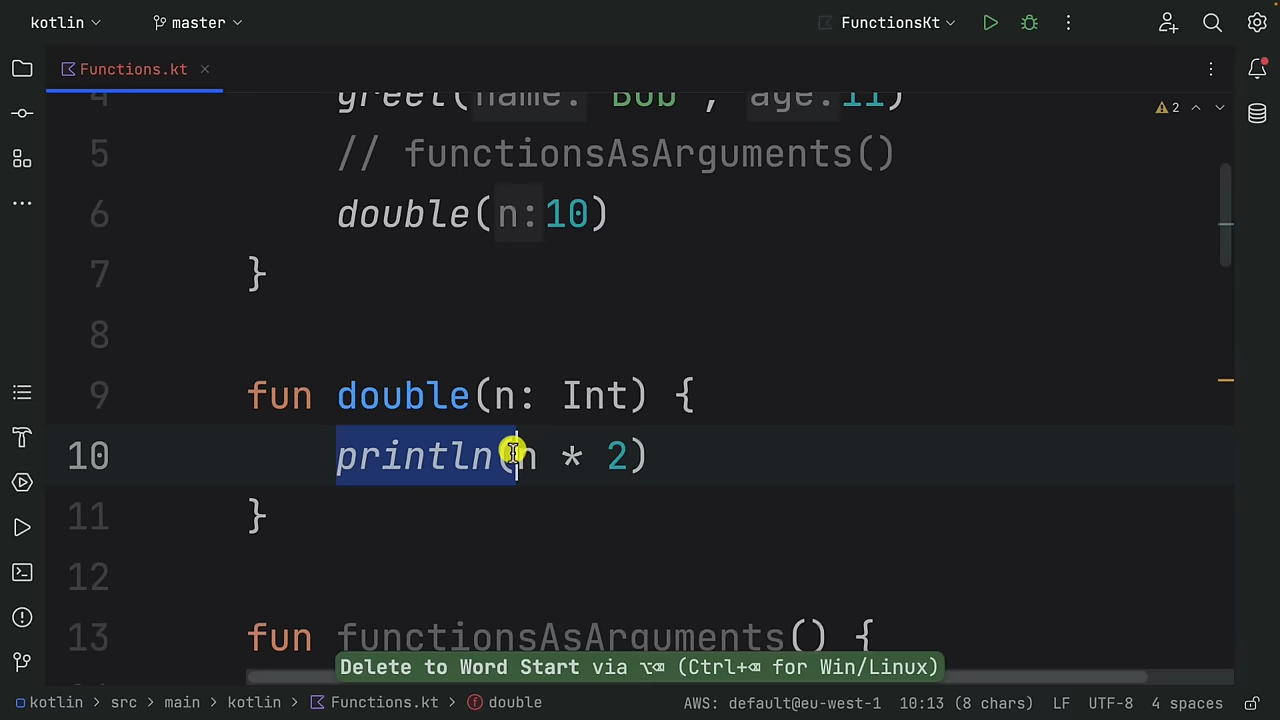 kotlin master FunctionsKt
Functions.kt
4 greet(name: "Bob", age: 11)
2
5 // functionsAsArguments()
6 double(n: 10)
7 }
8
9 fun double(n: Int) {
10 println(n * 2)
11 }
12
13 fun functionsAsArguments() {
Delete to Word Start via ⌥⌫ (Ctrl+⌫ for Win/Linux)
kotlin > src > main > kotlin > Functions.kt > double AWS: default@eu-west-1 10:13 (8 chars) LF UTF-8 4 spaces